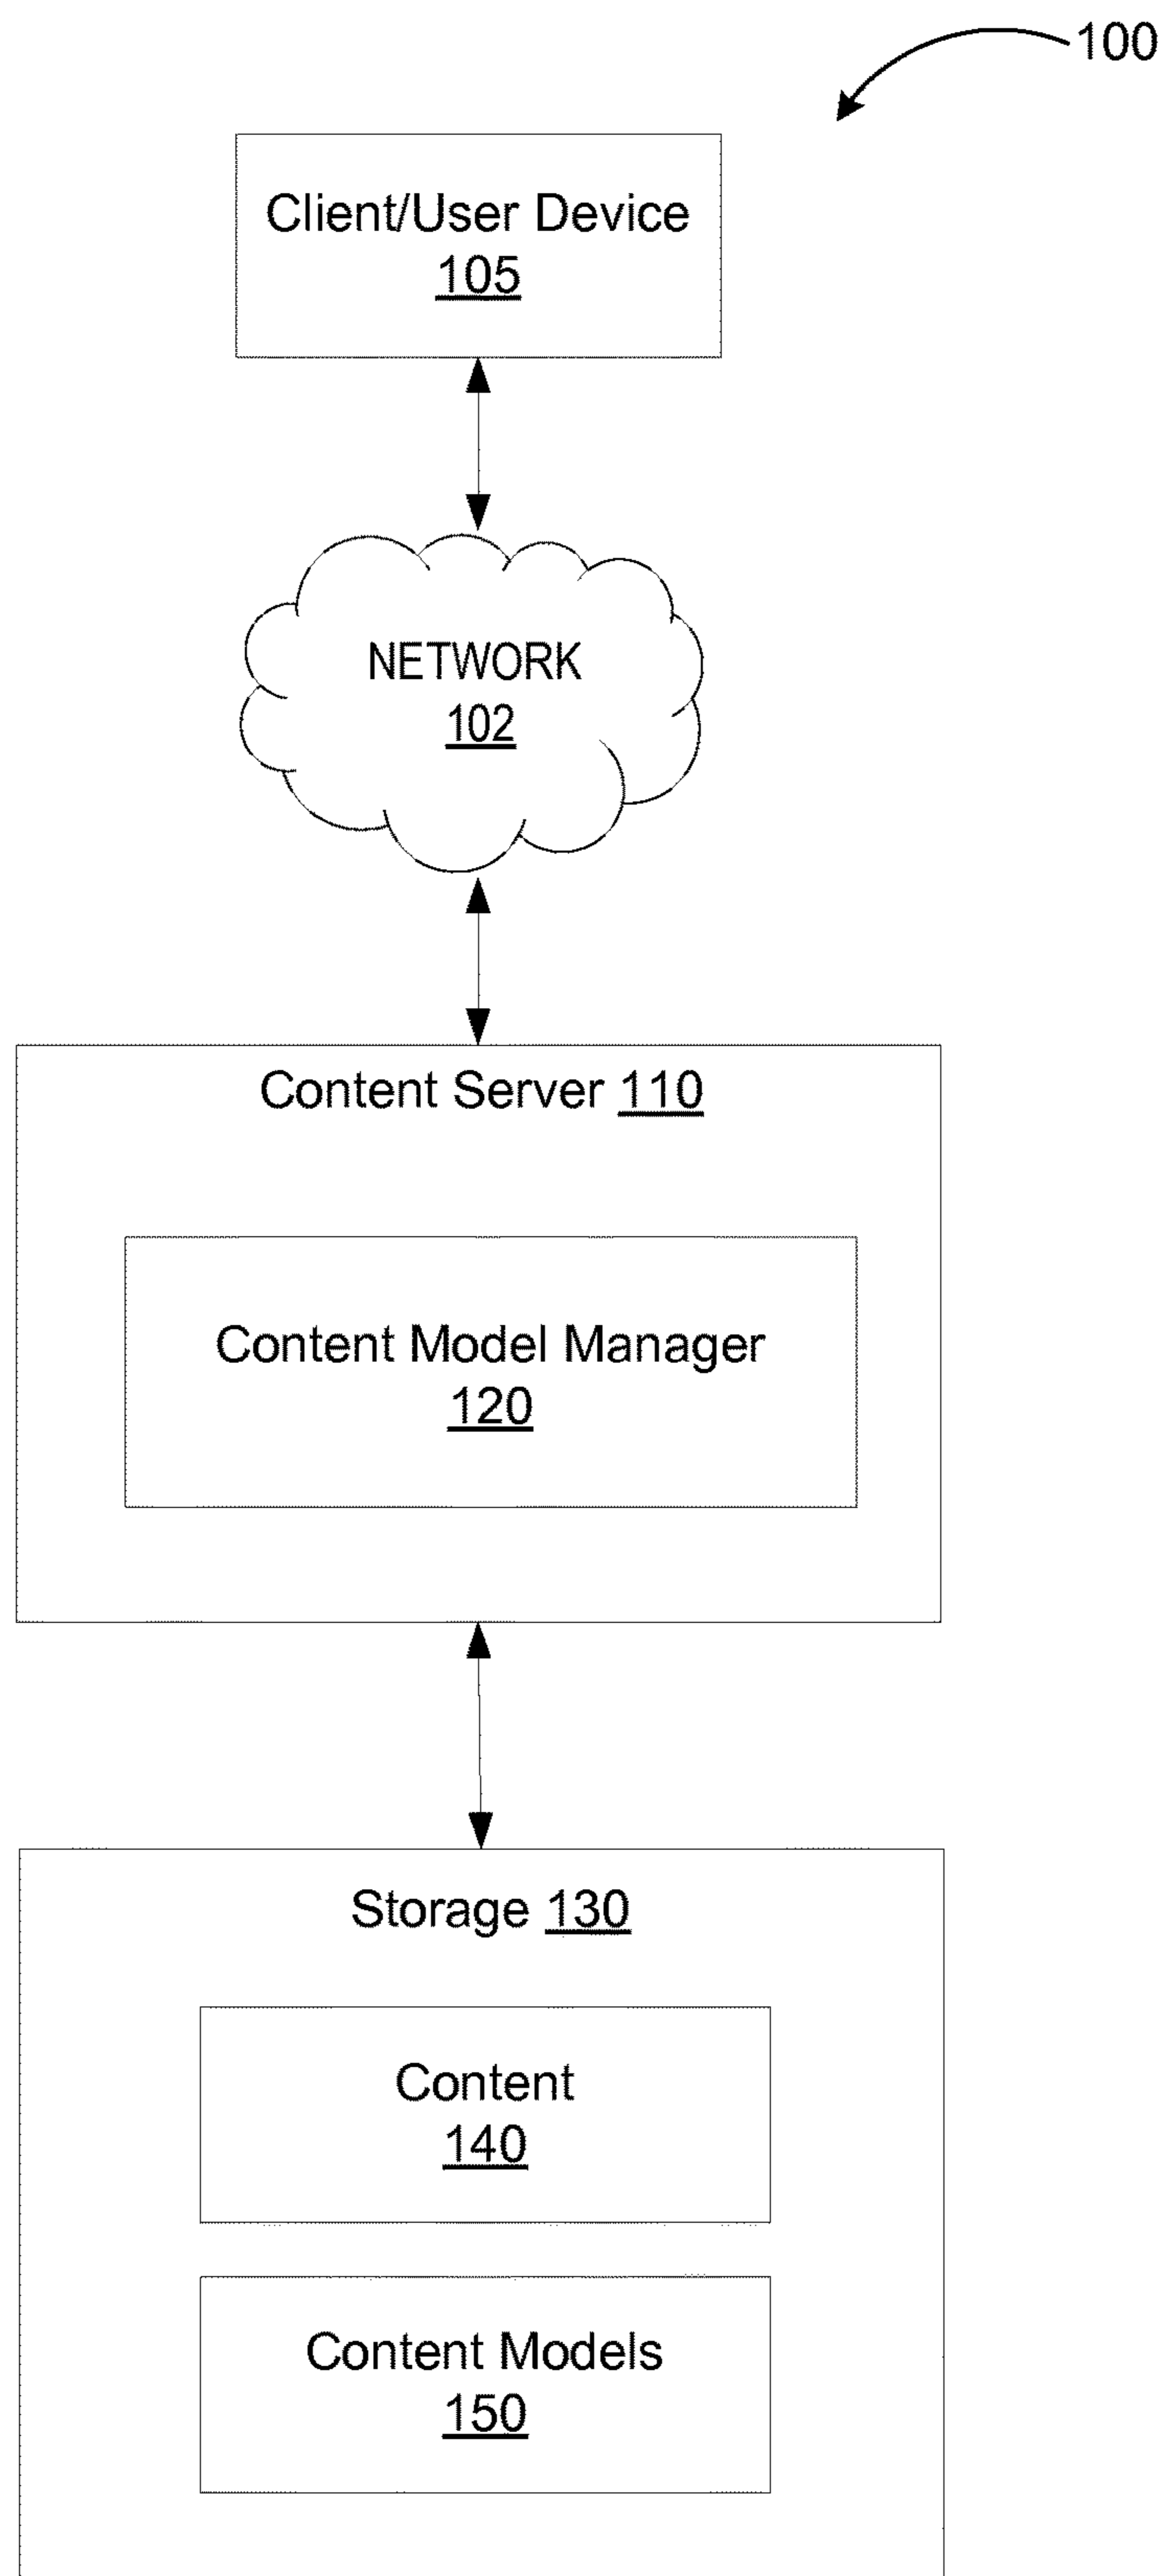 100
Client/User Device
105
NETWORK
102
Content Server 110
Content Model Manager
120
Storage 130
Content
140
Content Models
150